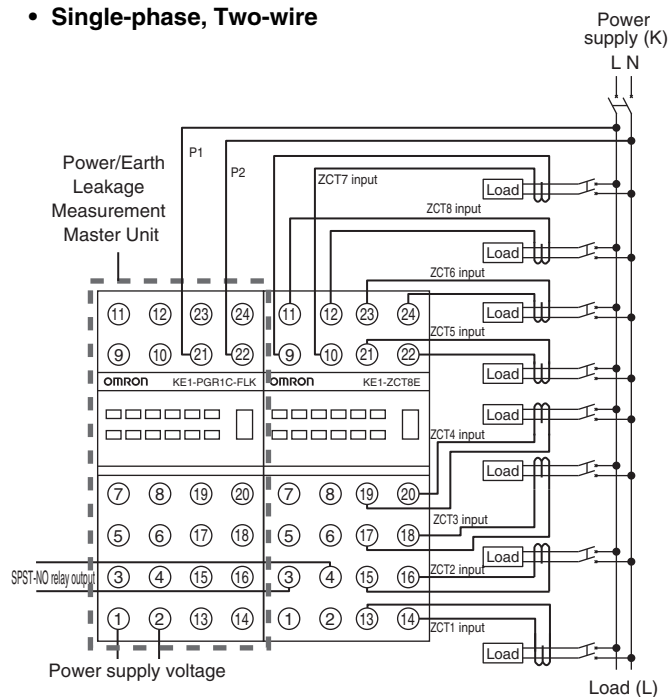 • Single-phase, Two-wire
Power
supply (K)
L N
P1
P2
Power/Earth
Leakage
Measurement
Master Unit
ZCT7 input
Load
ZCT8 input
Load
ZCT6 input
Load
ZCT5 input
Load
Load
ZCT4 input
Load
ZCT3 input
Load
ZCT2 input
Load
ZCT1 input
Load (L)
⑪ ⑫ ㉓ ㉔ ⑪ ⑫ ㉓ ㉔
⑨ ⑩ ㉑ ㉒ ⑨ ⑩ ㉑ ㉒
OMRON KE1-PGR1C-FLK OMRON KE1-ZCT8E
⑦ ⑧ ⑲ ⑳ ⑦ ⑧ ⑲ ⑳
⑤ ⑥ ⑰ ⑱ ⑤ ⑥ ⑰ ⑱
SPST-NO relay output
③ ④ ⑮ ⑯ ③ ④ ⑮ ⑯
① ② ⑬ ⑭ ① ② ⑬ ⑭
Load
Power supply voltage